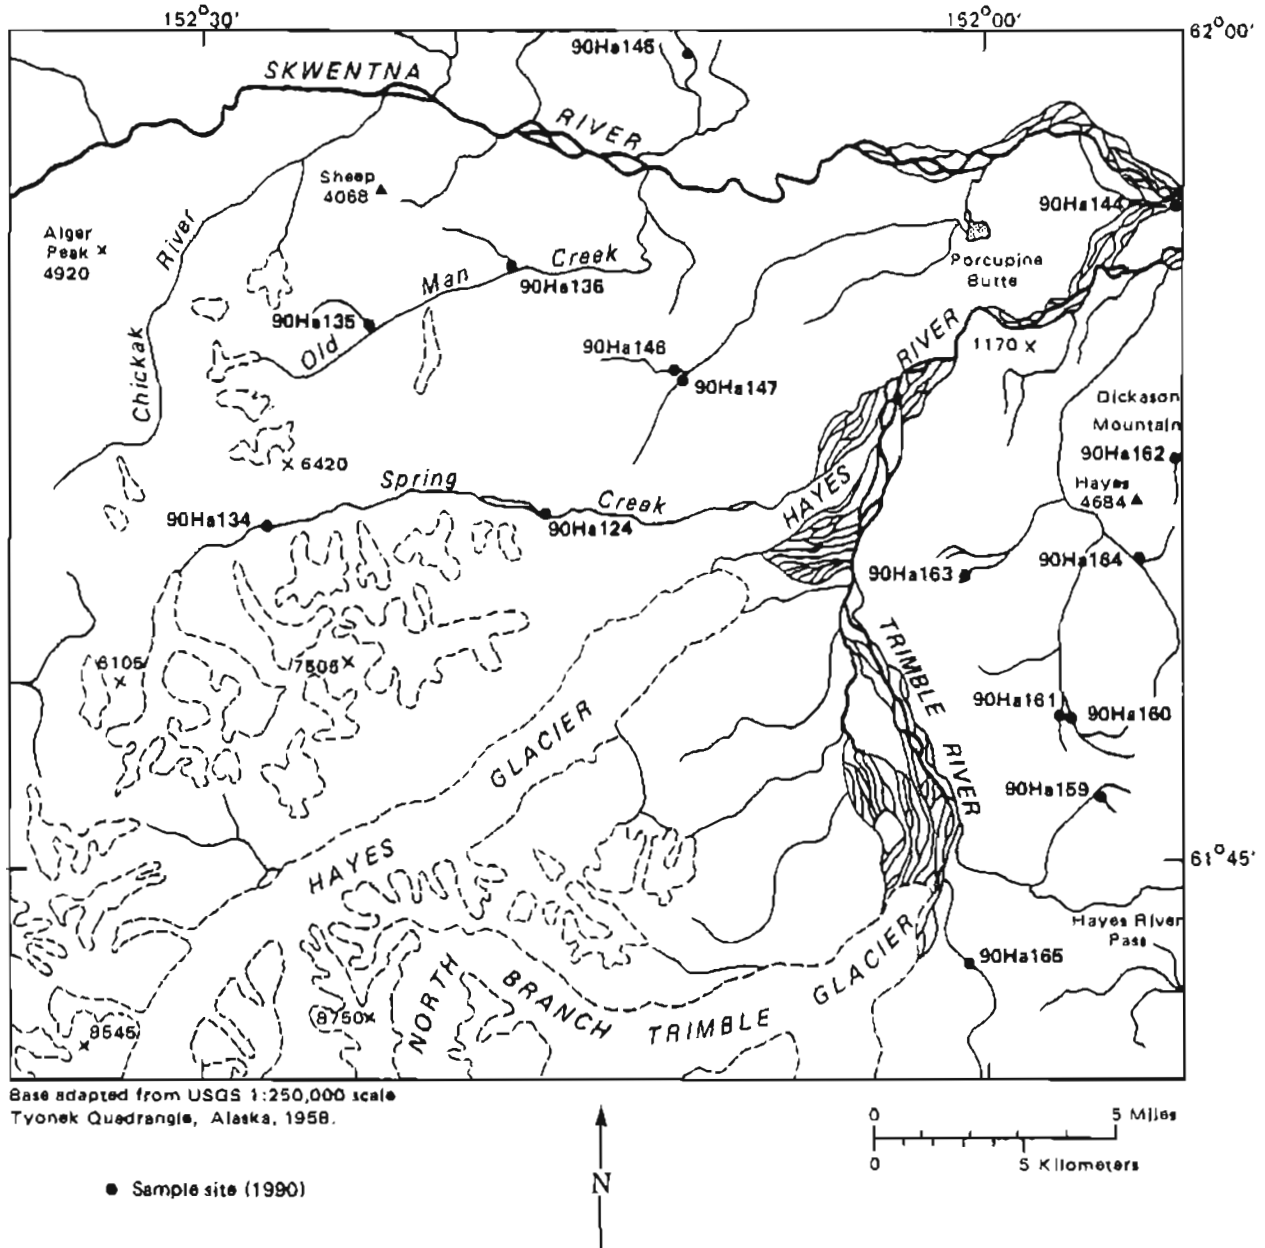 152°30'
152°00'
62°00'
90Ha146
SKWENTNA
RIVER
Sheep
4068
90Ha144
Alger
Peak
4920
River
Porcupine
Butte
Creek
Man
90Ha136
90Ha135
Old
RIVER
1170
90Ha146
90Ha147
Chickak
Dickason
Mountain
90Ha162
6420
Hayes
4684
Spring
Creek
HAYES
90Ha134
90Ha124
90Ha163
90Ha164
TRIMBLE
RIVER
6105
7505
90Ha161
90Ha160
GLACIER
90Ha159
61°45'
HAYES
Hayes River
Pass
90Ha165
GLACIER
NORTH
BRANCH
TRIMBLE
8750
9545
Base adapted from USGS 1:250,000 scale
Tyonek Quadrangle, Alaska, 1958.
0 5 Miles
0 5 Kilometers
Sample site (1990)
N